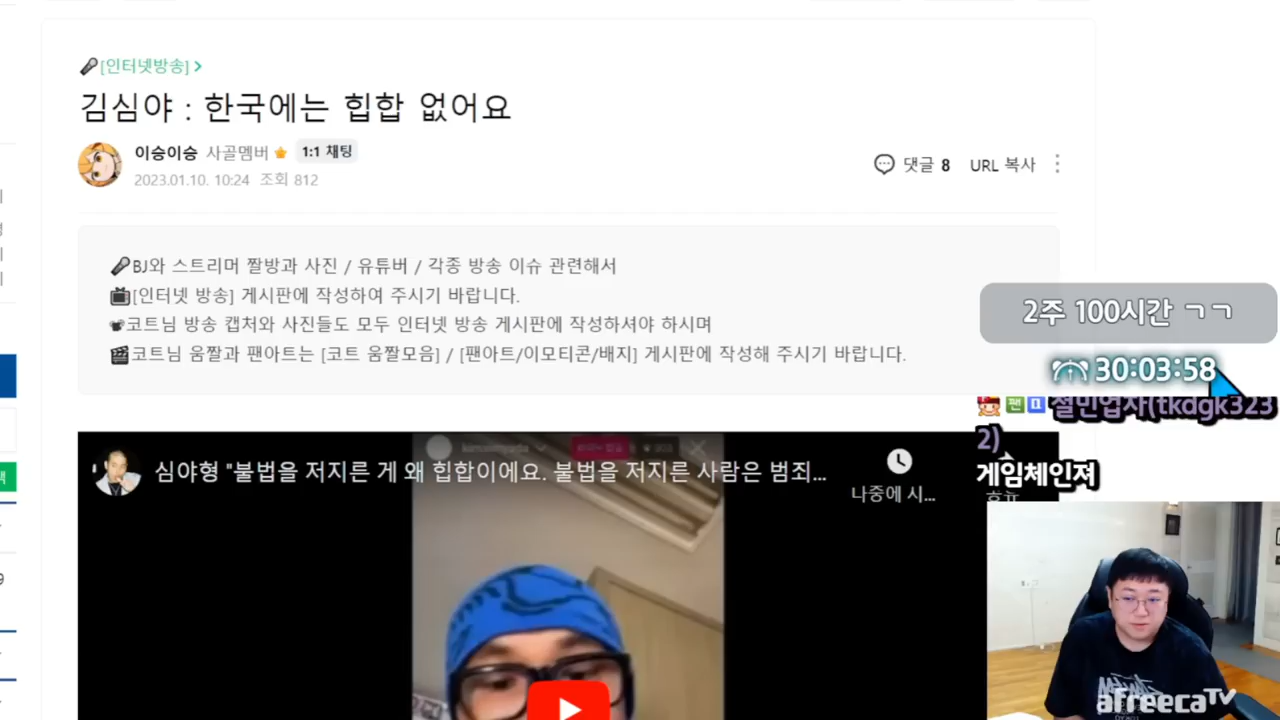 [인터넷방송] >
김심야 : 한국에는 힙합 없어요
이승이승 사골멤버 1:1 채팅
2023.01.10. 10:24 조회 812
댓글 8 URL 복사
BJ와 스트리머 짤방과 사진 / 유튜버 / 각종 방송 이슈 관련해서
[인터넷 방송] 게시판에 작성하여 주시기 바랍니다.
코트님 방송 캡처와 사진들도 모두 인터넷 방송 게시판에 작성하셔야 하시며
코트님 움짤과 팬아트는 [코트 움짤모음] / [팬아트/이모티콘/배지] 게시판에 작성해 주시기 바랍니다.
2주 100시간 ㄱㄱ
30:03:58
팬 철민업자(tkdgk323
2)
게임체인져
심야형 "불법을 저지른 게 왜 힙합이에요. 불법을 저지른 사람은 범죄...
나중에 시...
afreecaTV